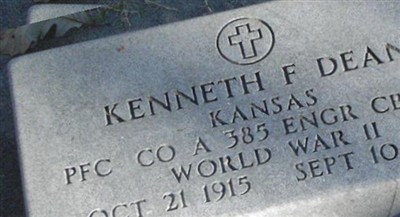 KENNETH F DEAN
KANSAS
PFC CO A 385 ENGR
WORLD WAR II
OCT 21 1915 SEPT 10